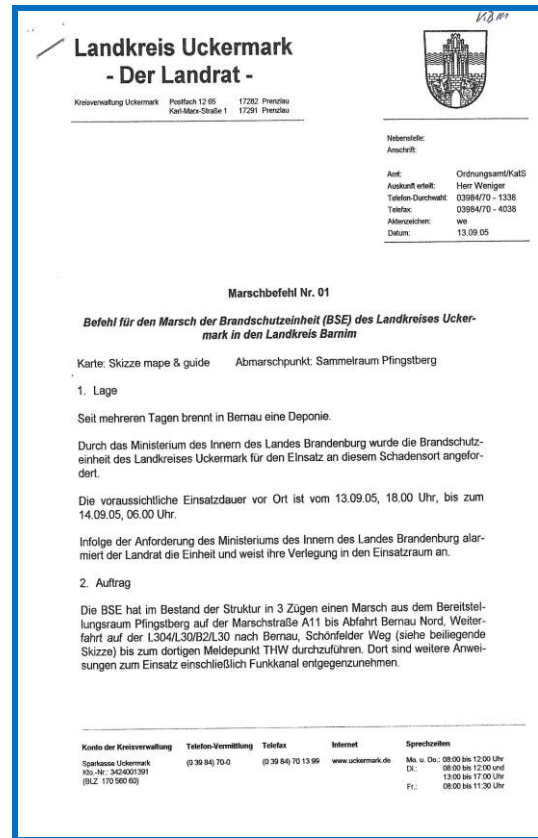 Landkreis Uckermark
- Der Landrat -
Kreisverwaltung Uckermark Postfach 12 65 17282 Prenzlau
Karl-Marx-Straße 1 17291 Prenzlau
Nebenstelle:
Anschrift:
Amt: Ordnungsamt/KatS
Auskunft erteilt: Herr Weniger
Telefon-Durchwahl: 03984/70 - 1338
Telefax: 03984/70 - 4038
Aktenzeichen: we
Datum: 13.09.05
Marschbefehl Nr. 01
Befehl für den Marsch der Brandschutzeinheit (BSE) des Landkreises Ucker-
mark in den Landkreis Barnim
Karte: Skizze mape & guide Abmarschpunkt: Sammelraum Pfingstberg
1. Lage
Seit mehreren Tagen brennt in Bernau eine Deponie.
Durch das Ministerium des Innern des Landes Brandenburg wurde die Brandschutz-
einheit des Landkreises Uckermark für den EInsatz an diesem Schadensort angefor-
dert.
Die voraussichtliche Einsatzdauer vor Ort ist vom 13.09.05, 18.00 Uhr, bis zum
14.09.05, 06.00 Uhr.
Infolge der Anforderung des Ministeriums des Innern des Landes Brandenburg alar-
miert der Landrat die Einheit und weist ihre Verlegung in den Einsatzraum an.
2. Auftrag
Die BSE hat im Bestand der Struktur in 3 Zügen einen Marsch aus dem Bereitstel-
lungsraum Pfingstberg auf der Marschstraße A11 bis Abfahrt Bernau Nord, Weiter-
fahrt auf der L304/L30/B2/L30 nach Bernau, Schönfelder Weg (siehe beiliegende
Skizze) bis zum dortigen Meldepunkt THW durchzuführen. Dort sind weitere Anwei-
sungen zum Einsatz einschließlich Funkkanal entgegenzunehmen.
Konto der Kreisverwaltung Telefon-Vermittlung Telefax Internet Sprechzeiten
Sparkasse Uckermark (0 39 84) 70-0 (0 39 84) 70 13 99 www.uckermark.de Mo. u. Do.: 08:00 bis 12:00 Uhr
Kto.-Nr.: 3424001391 Di.: 08:00 bis 12:00 und
(BLZ 170 560 60) 13:00 bis 17:00 Uhr
Fr.: 08:00 bis 11:30 Uhr